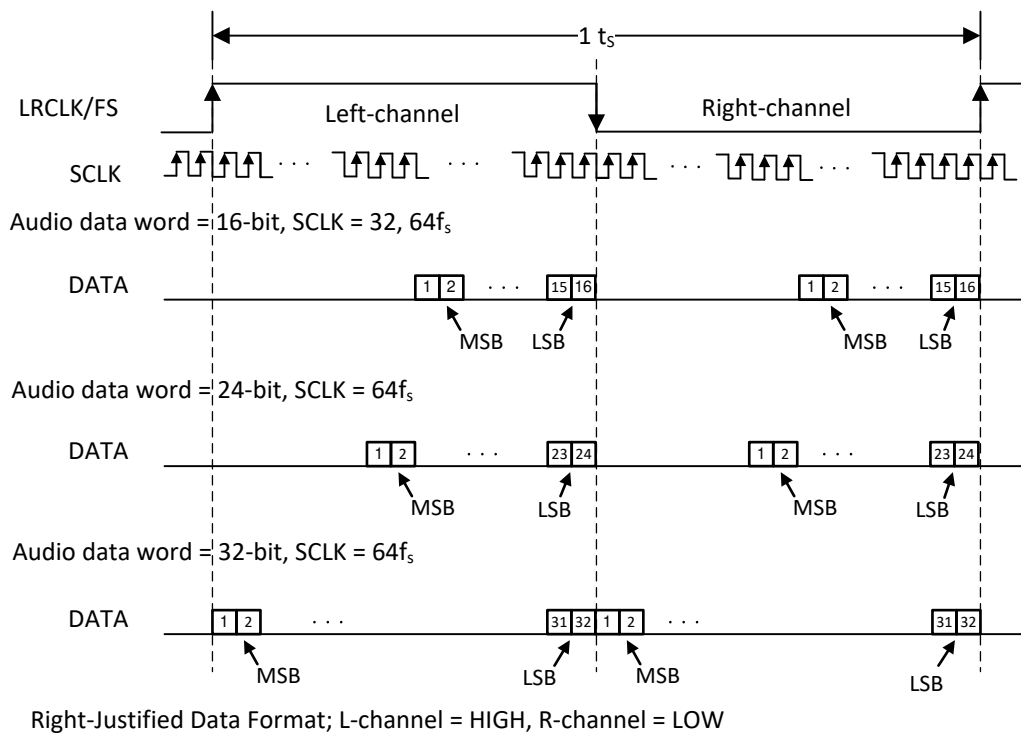 1 tS
LRCLK/FS
Left-channel
Right-channel
SCLK
. . .
. . .
. . .
. . .
Audio data word = 16-bit, SCLK = 32, 64fs
DATA
1 2 . . . 15 16
1 2 . . . 15 16
MSB LSB
MSB LSB
Audio data word = 24-bit, SCLK = 64fs
DATA
1 2 . . . 23 24
1 2 . . . 23 24
MSB LSB
MSB LSB
Audio data word = 32-bit, SCLK = 64fs
DATA
1 2 . . . 31 32
1 2 . . . 31 32
MSB LSB
MSB LSB
Right-Justified Data Format; L-channel = HIGH, R-channel = LOW